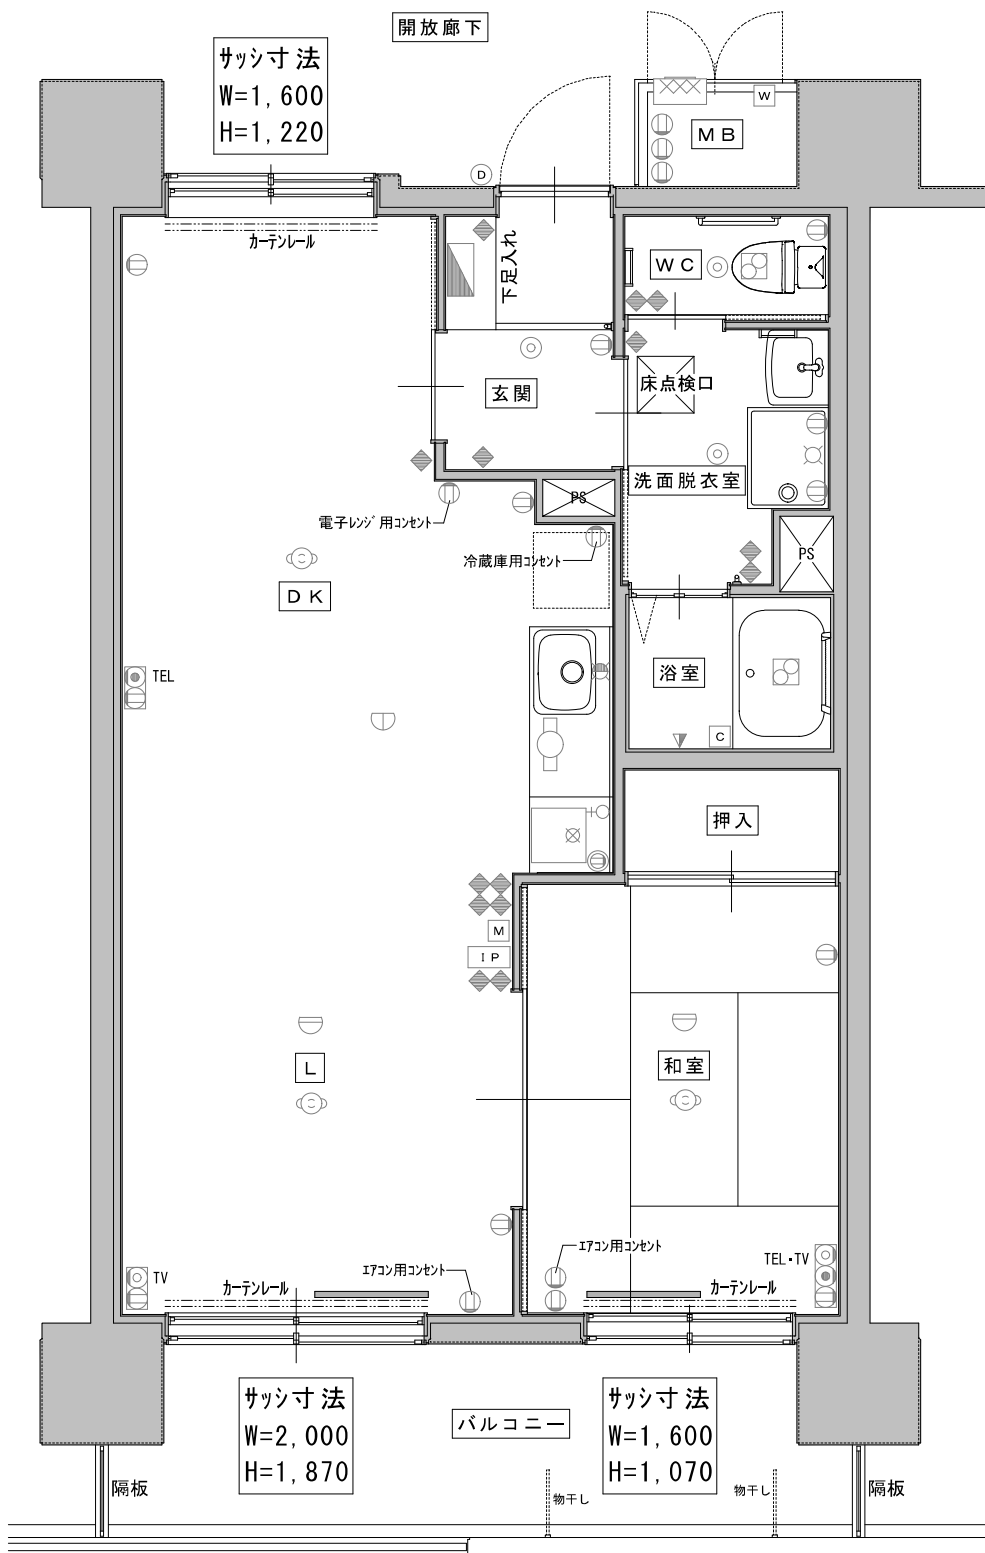 開放廊下
ｻｯｼ寸法
W=1,600
H=1,220
W
MB
D
カーテンレール
下足入れ
WC
玄関
床点検口
洗面脱衣室
PS
電子ﾚﾝｼﾞ用ｺﾝｾﾝﾄ
冷蔵庫用ｺﾝｾﾝﾄ
PS
DK
TEL
浴室
C
押入
M
IP
L
和室
TV
ｴｱｺﾝ用ｺﾝｾﾝﾄ
ｴｱｺﾝ用ｺﾝｾﾝﾄ
TEL・TV
カーテンレール
カーテンレール
ｻｯｼ寸法
W=2,000
H=1,870
バルコニー
ｻｯｼ寸法
W=1,600
H=1,070
隔板
物干し
物干し
隔板